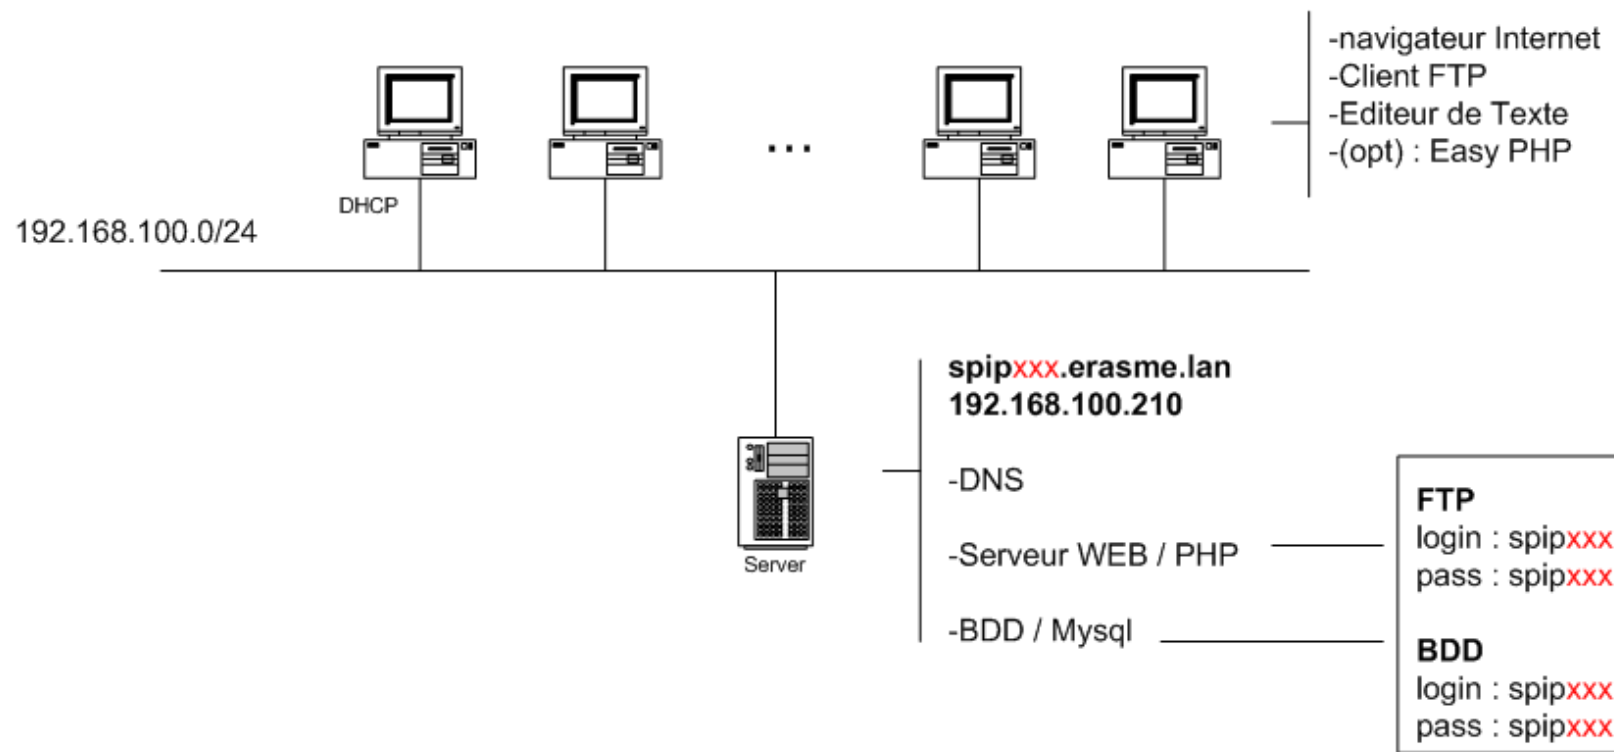 -navigateur Internet
-Client FTP
-Editeur de Texte
-(opt) : Easy PHP
...
DHCP
192.168.100.0/24
spipxxx.erasme.lan
192.168.100.210
-DNS
-Serveur WEB / PHP
-BDD / Mysql
Server
FTP
login : spipxxx
pass : spipxxx
BDD
login : spipxxx
pass : spipxxx